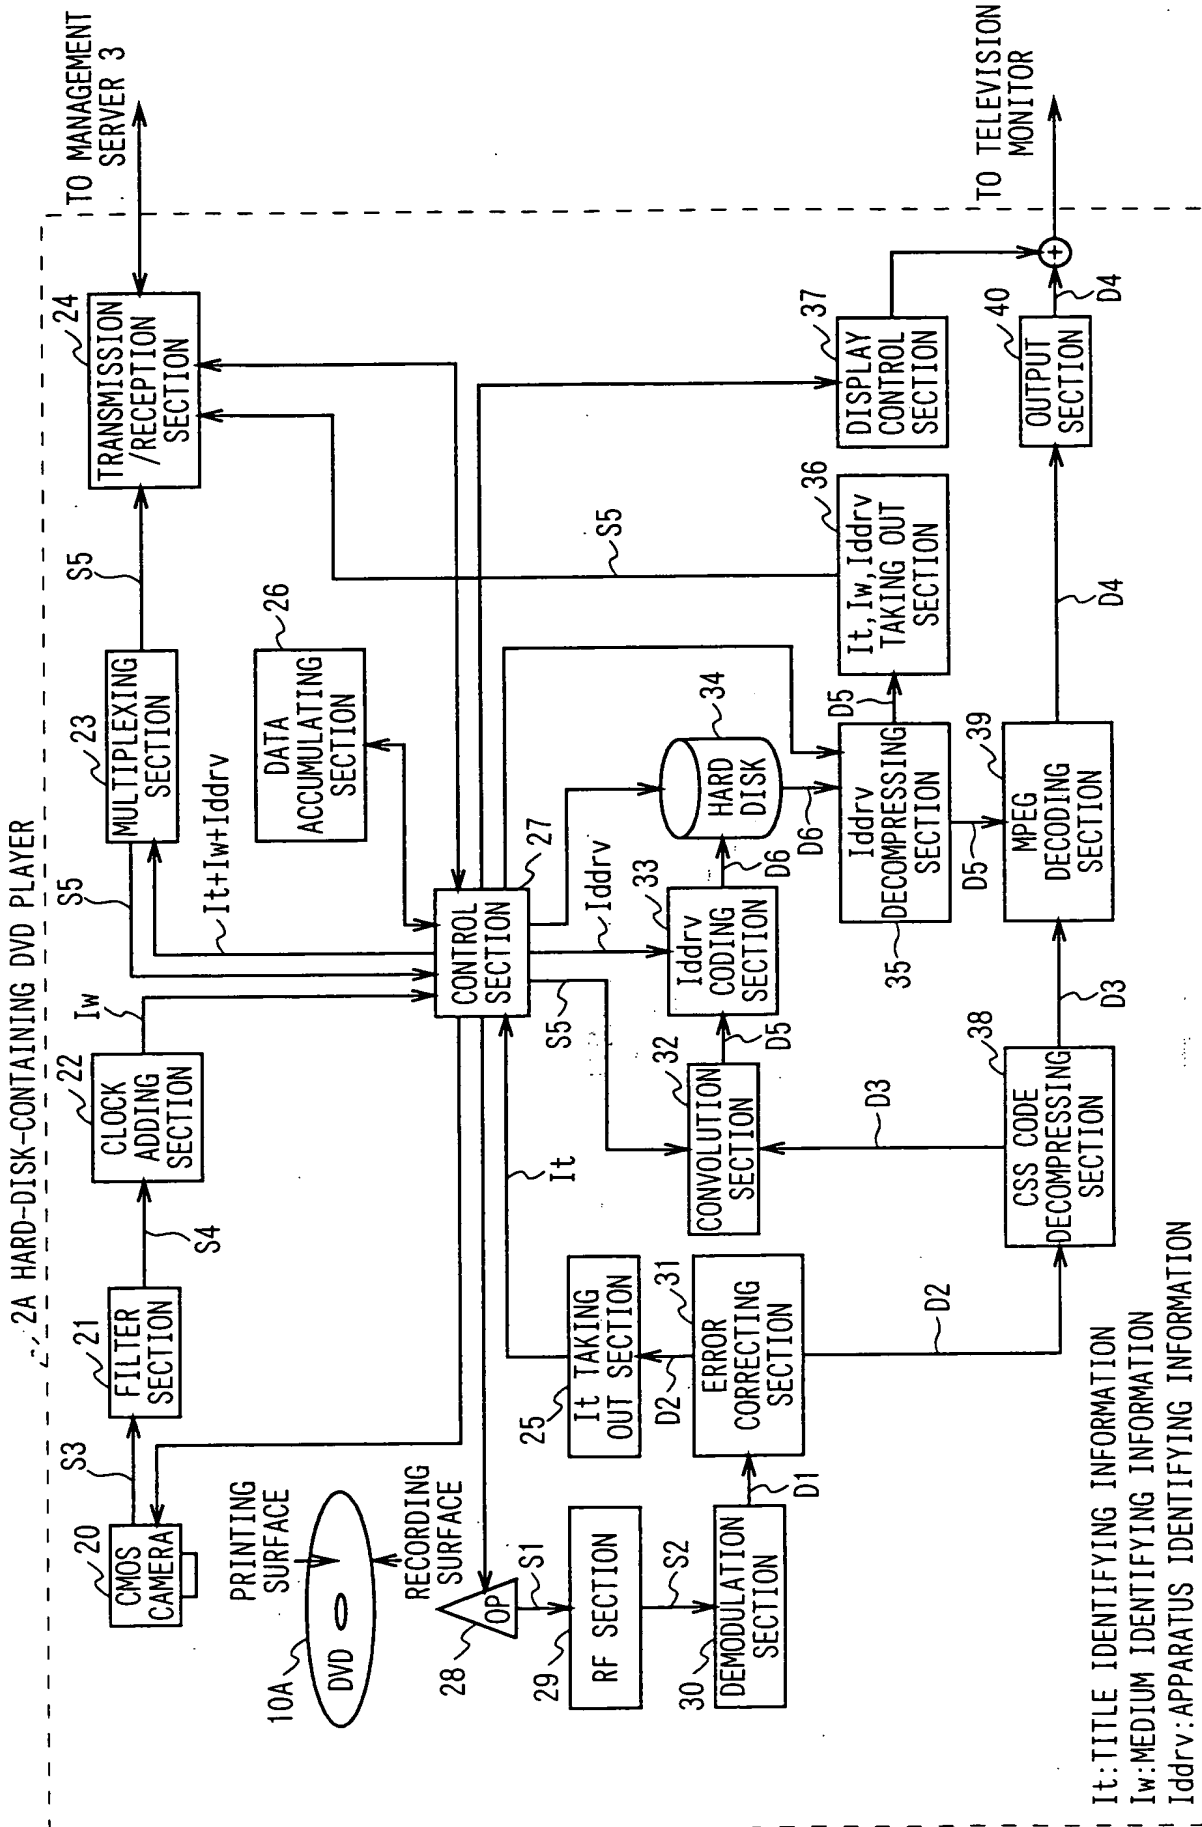 2A HARD-DISK-CONTAINING DVD PLAYER
20
CMOS
CAMERA
S3
21
FILTER
SECTION
S4
22
CLOCK
ADDING
SECTION
Iw
S5
23
MULTIPLEXING
SECTION
S5
24
TRANSMISSION
/RECEPTION
SECTION
TO MANAGEMENT
SERVER 3
It+Iw+Iddrv
26
DATA
ACCUMULATING
SECTION
PRINTING
SURFACE
10A
DVD
RECORDING
SURFACE
27
CONTROL
SECTION
28
OP
S1
29
RF SECTION
S2
30
DEMODULATION
SECTION
D1
25
It TAKING
OUT SECTION
It
D2
31
ERROR
CORRECTING
SECTION
D2
S5
Iddrv
32
CONVOLUTION
SECTION
D5
33
Iddrv
CODING
SECTION
D6
34
HARD
DISK
D6
S5
D3
35
Iddrv
DECOMPRESSING
SECTION
D5
D5
36
It,Iw,Iddrv
TAKING OUT
SECTION
37
DISPLAY
CONTROL
SECTION
38
CSS CODE
DECOMPRESSING
SECTION
D3
39
MPEG
DECODING
SECTION
D4
40
OUTPUT
SECTION
D4
+
TO TELEVISION
MONITOR
It:TITLE IDENTIFYING INFORMATION
Iw:MEDIUM IDENTIFYING INFORMATION
Iddrv:APPARATUS IDENTIFYING INFORMATION